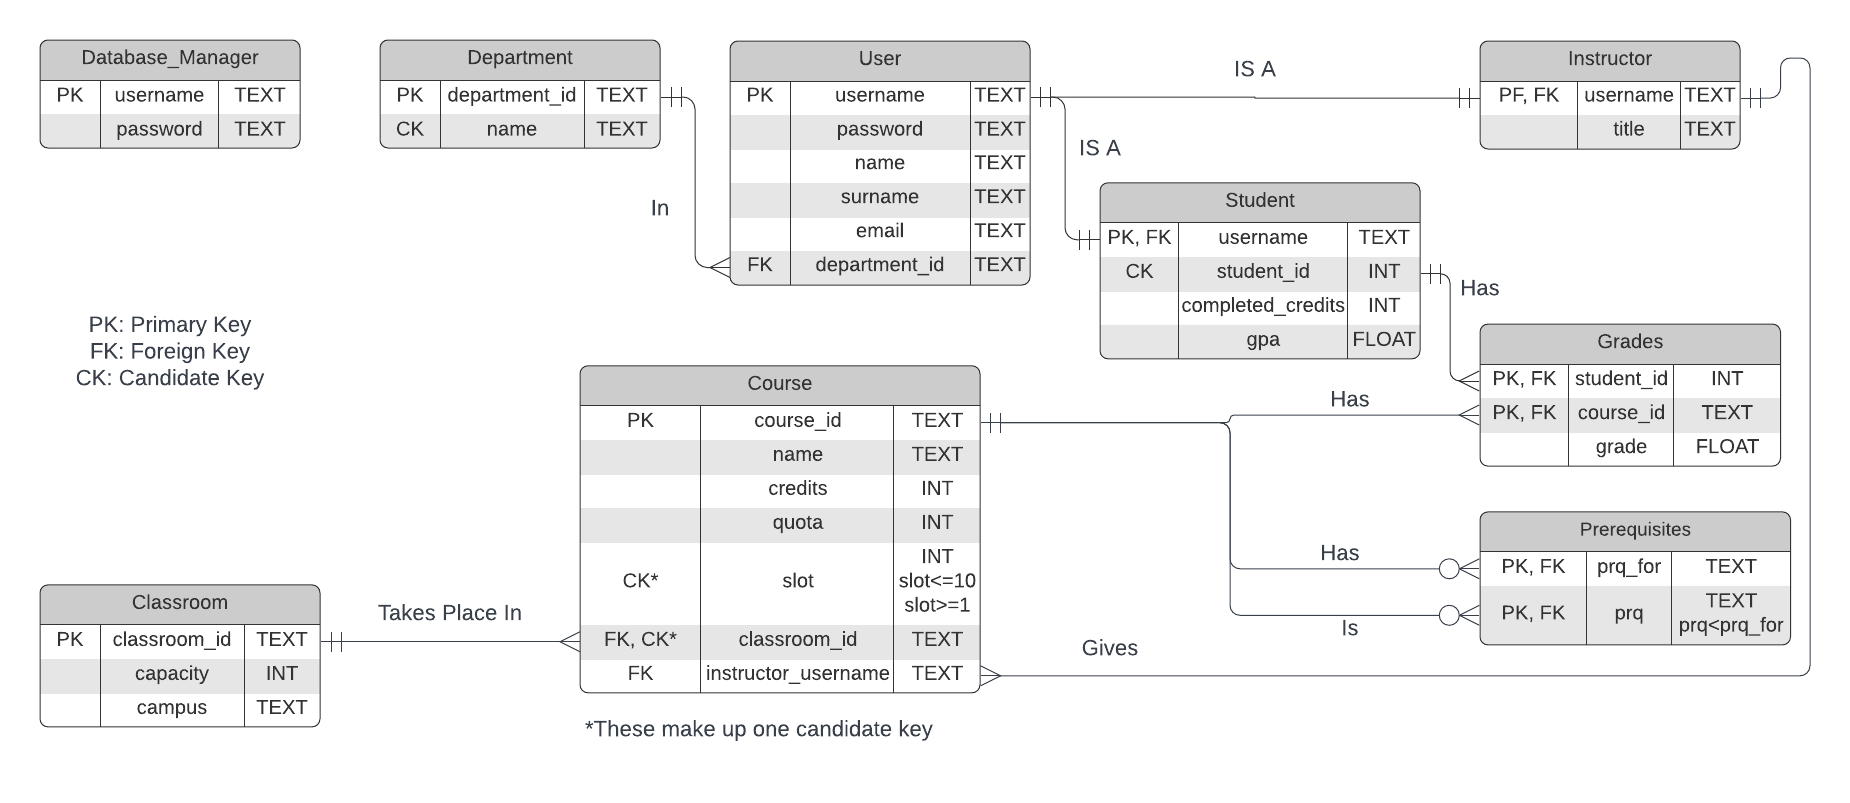 Database_Manager
PK username TEXT
password TEXT
Department
PK department_id TEXT
CK name TEXT
In
User
PK username TEXT
password TEXT
name TEXT
surname TEXT
email TEXT
FK department_id TEXT
IS A
IS A
Instructor
PF, FK username TEXT
title TEXT
Student
PK, FK username TEXT
CK student_id INT
completed_credits INT
gpa FLOAT
Has
PK: Primary Key
FK: Foreign Key
CK: Candidate Key
Grades
PK, FK student_id INT
PK, FK course_id TEXT
grade FLOAT
Has
Course
PK course_id TEXT
name TEXT
credits INT
quota INT
CK* slot INT
slot<=10
slot>=1
FK, CK* classroom_id TEXT
FK instructor_username TEXT
*These make up one candidate key
Has
Is
Prerequisites
PK, FK prq_for TEXT
PK, FK prq TEXT
prq<prq_for
Gives
Classroom
PK classroom_id TEXT
capacity INT
campus TEXT
Takes Place In